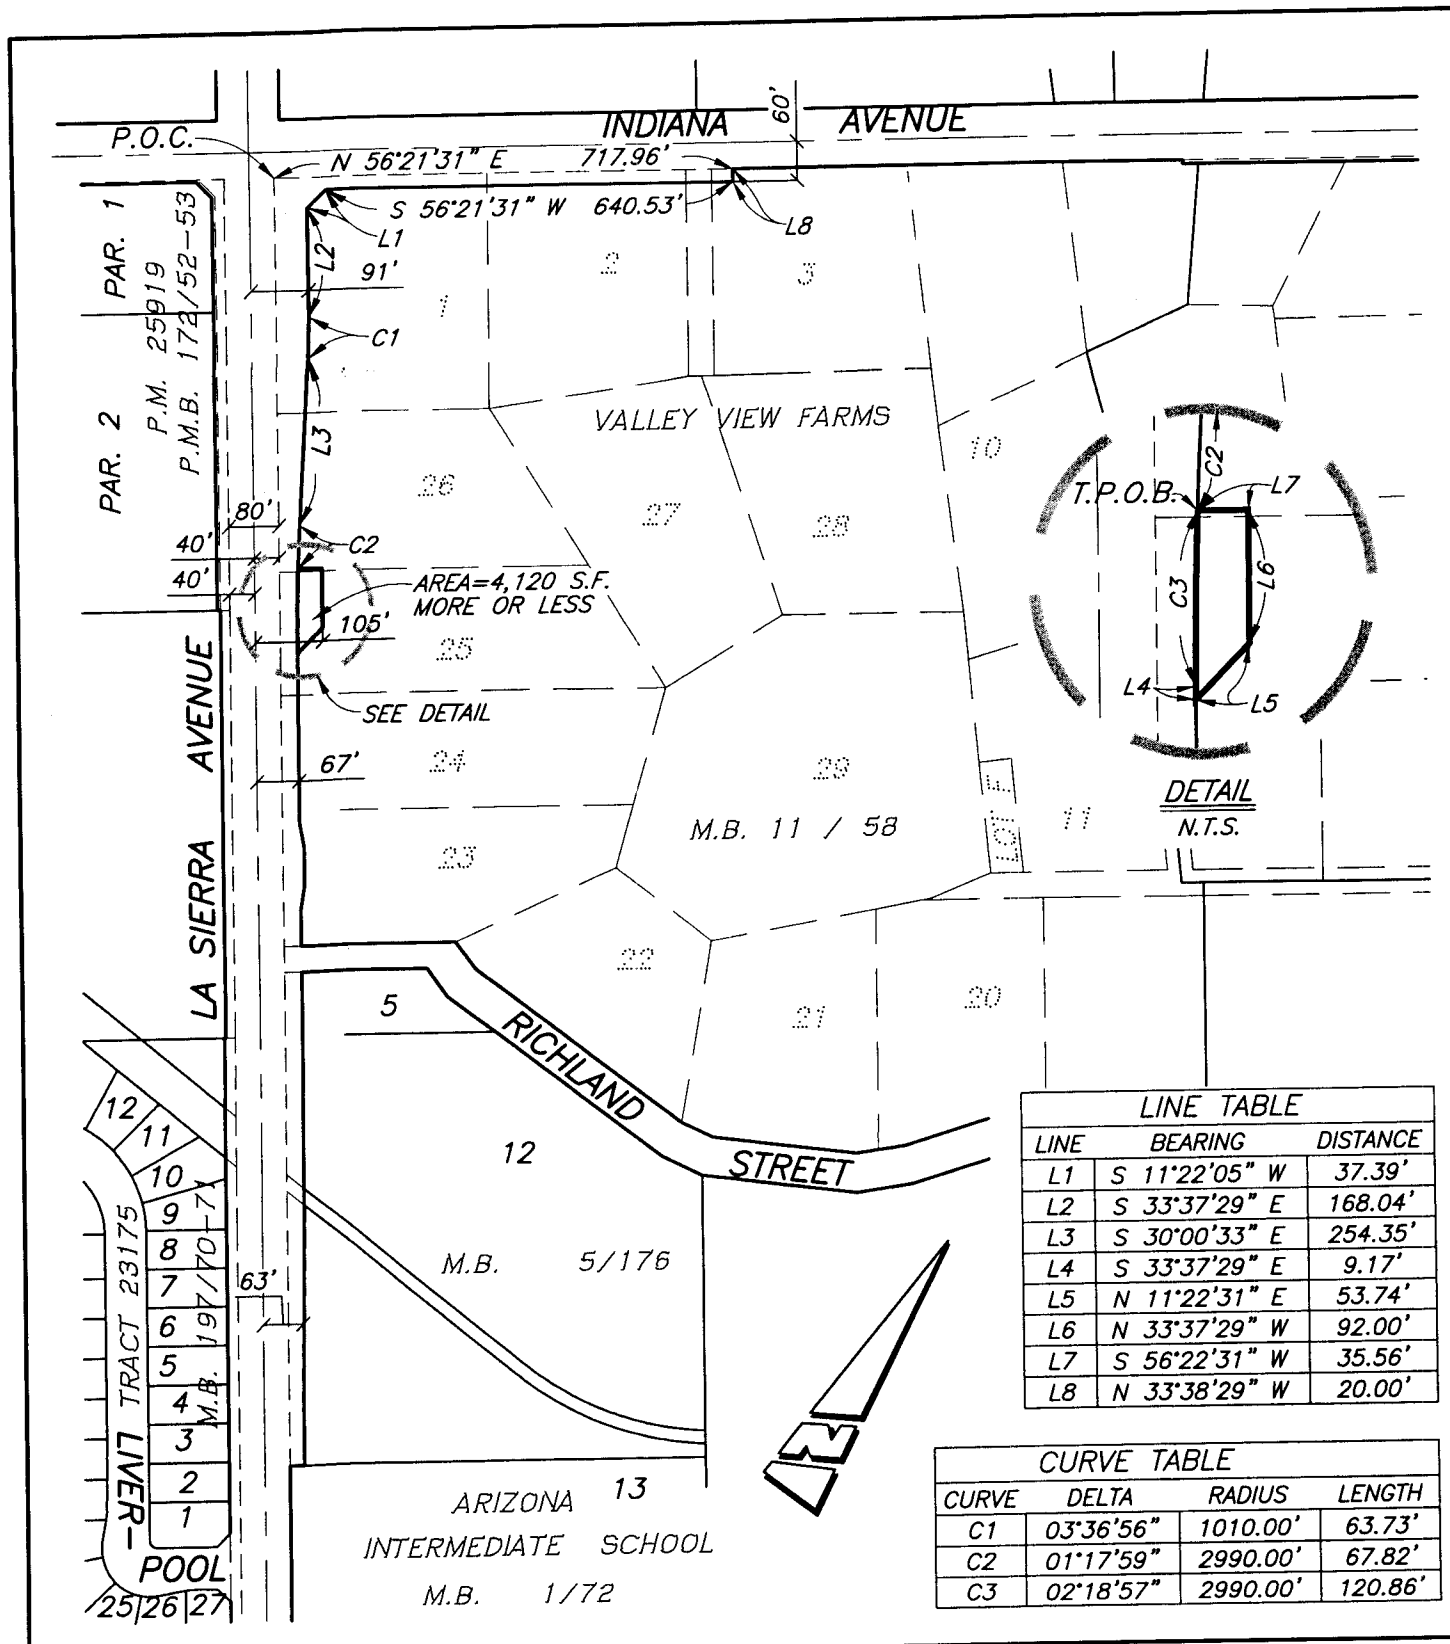 60'
INDIANA AVENUE
P.O.C.
N 56°21'31" E 717.96'
S 56°21'31" W 640.53'
L8
L1
L2
91'
PAR. 1
P.M. 25919
P.M.B. 172/52-53
1
2
3
C1
PAR. 2
L3
VALLEY VIEW FARMS
10
26
27
28
80'
40'
40'
C2
AREA=4,120 S.F.
MORE OR LESS
105'
25
SEE DETAIL
C2
T.P.O.B.
L7
C3
L6
L4
L5
DETAIL
N.T.S.
67'
24
29
LA SIERRA AVENUE
M.B. 11 / 58
LOT E
11
23
22
21
20
5
RICHLAND STREET
12
12
11
10
9
8
7
6
5
4
3
2
1
TRACT 23175
M.B. 197/70-71
63'
M.B. 5/176
LIVER-
POOL
25 26 27
N
13
ARIZONA
INTERMEDIATE SCHOOL
M.B. 1/72
LINE TABLE
LINE BEARING DISTANCE
L1 S 11°22'05" W 37.39'
L2 S 33°37'29" E 168.04'
L3 S 30°00'33" E 254.35'
L4 S 33°37'29" E 9.17'
L5 N 11°22'31" E 53.74'
L6 N 33°37'29" W 92.00'
L7 S 56°22'31" W 35.56'
L8 N 33°38'29" W 20.00'
CURVE TABLE
CURVE DELTA RADIUS LENGTH
C1 03°36'56" 1010.00' 63.73'
C2 01°17'59" 2990.00' 67.82'
C3 02°18'57" 2990.00' 120.86'